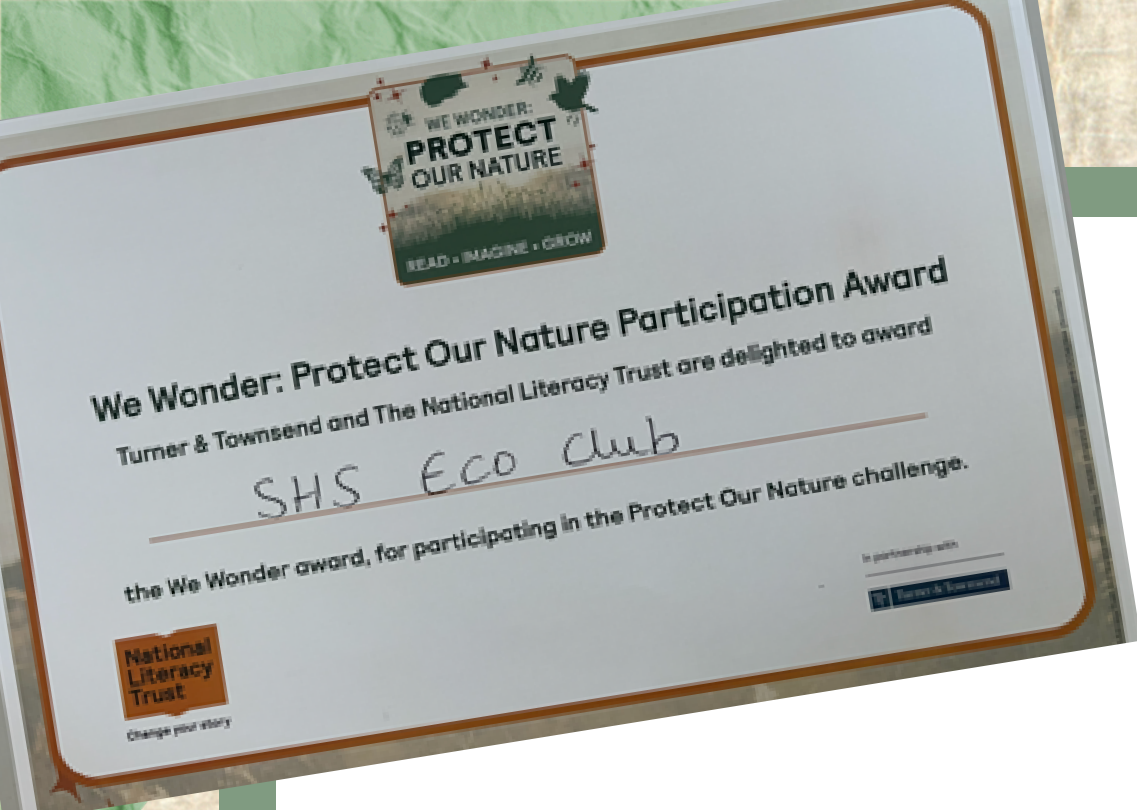 WE WONDER:
PROTECT
OUR NATURE
READ • IMAGINE • GROW
We Wonder: Protect Our Nature Participation Award
Turner & Townsend and The National Literacy Trust are delighted to award
SHS Eco Club
the We Wonder award, for participating in the Protect Our Nature challenge.
In partnership with
Turner & Townsend
National
Literacy
Trust
Change your story